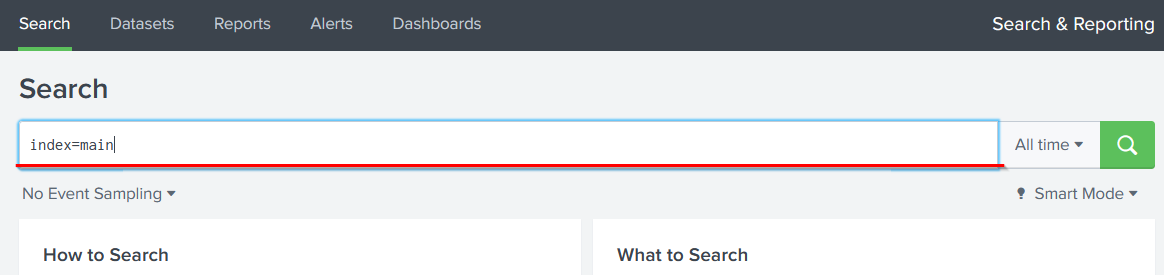 Search Datasets Reports Alerts Dashboards Search & Reporting
Search
index=main All time
No Event Sampling Smart Mode
How to Search What to Search